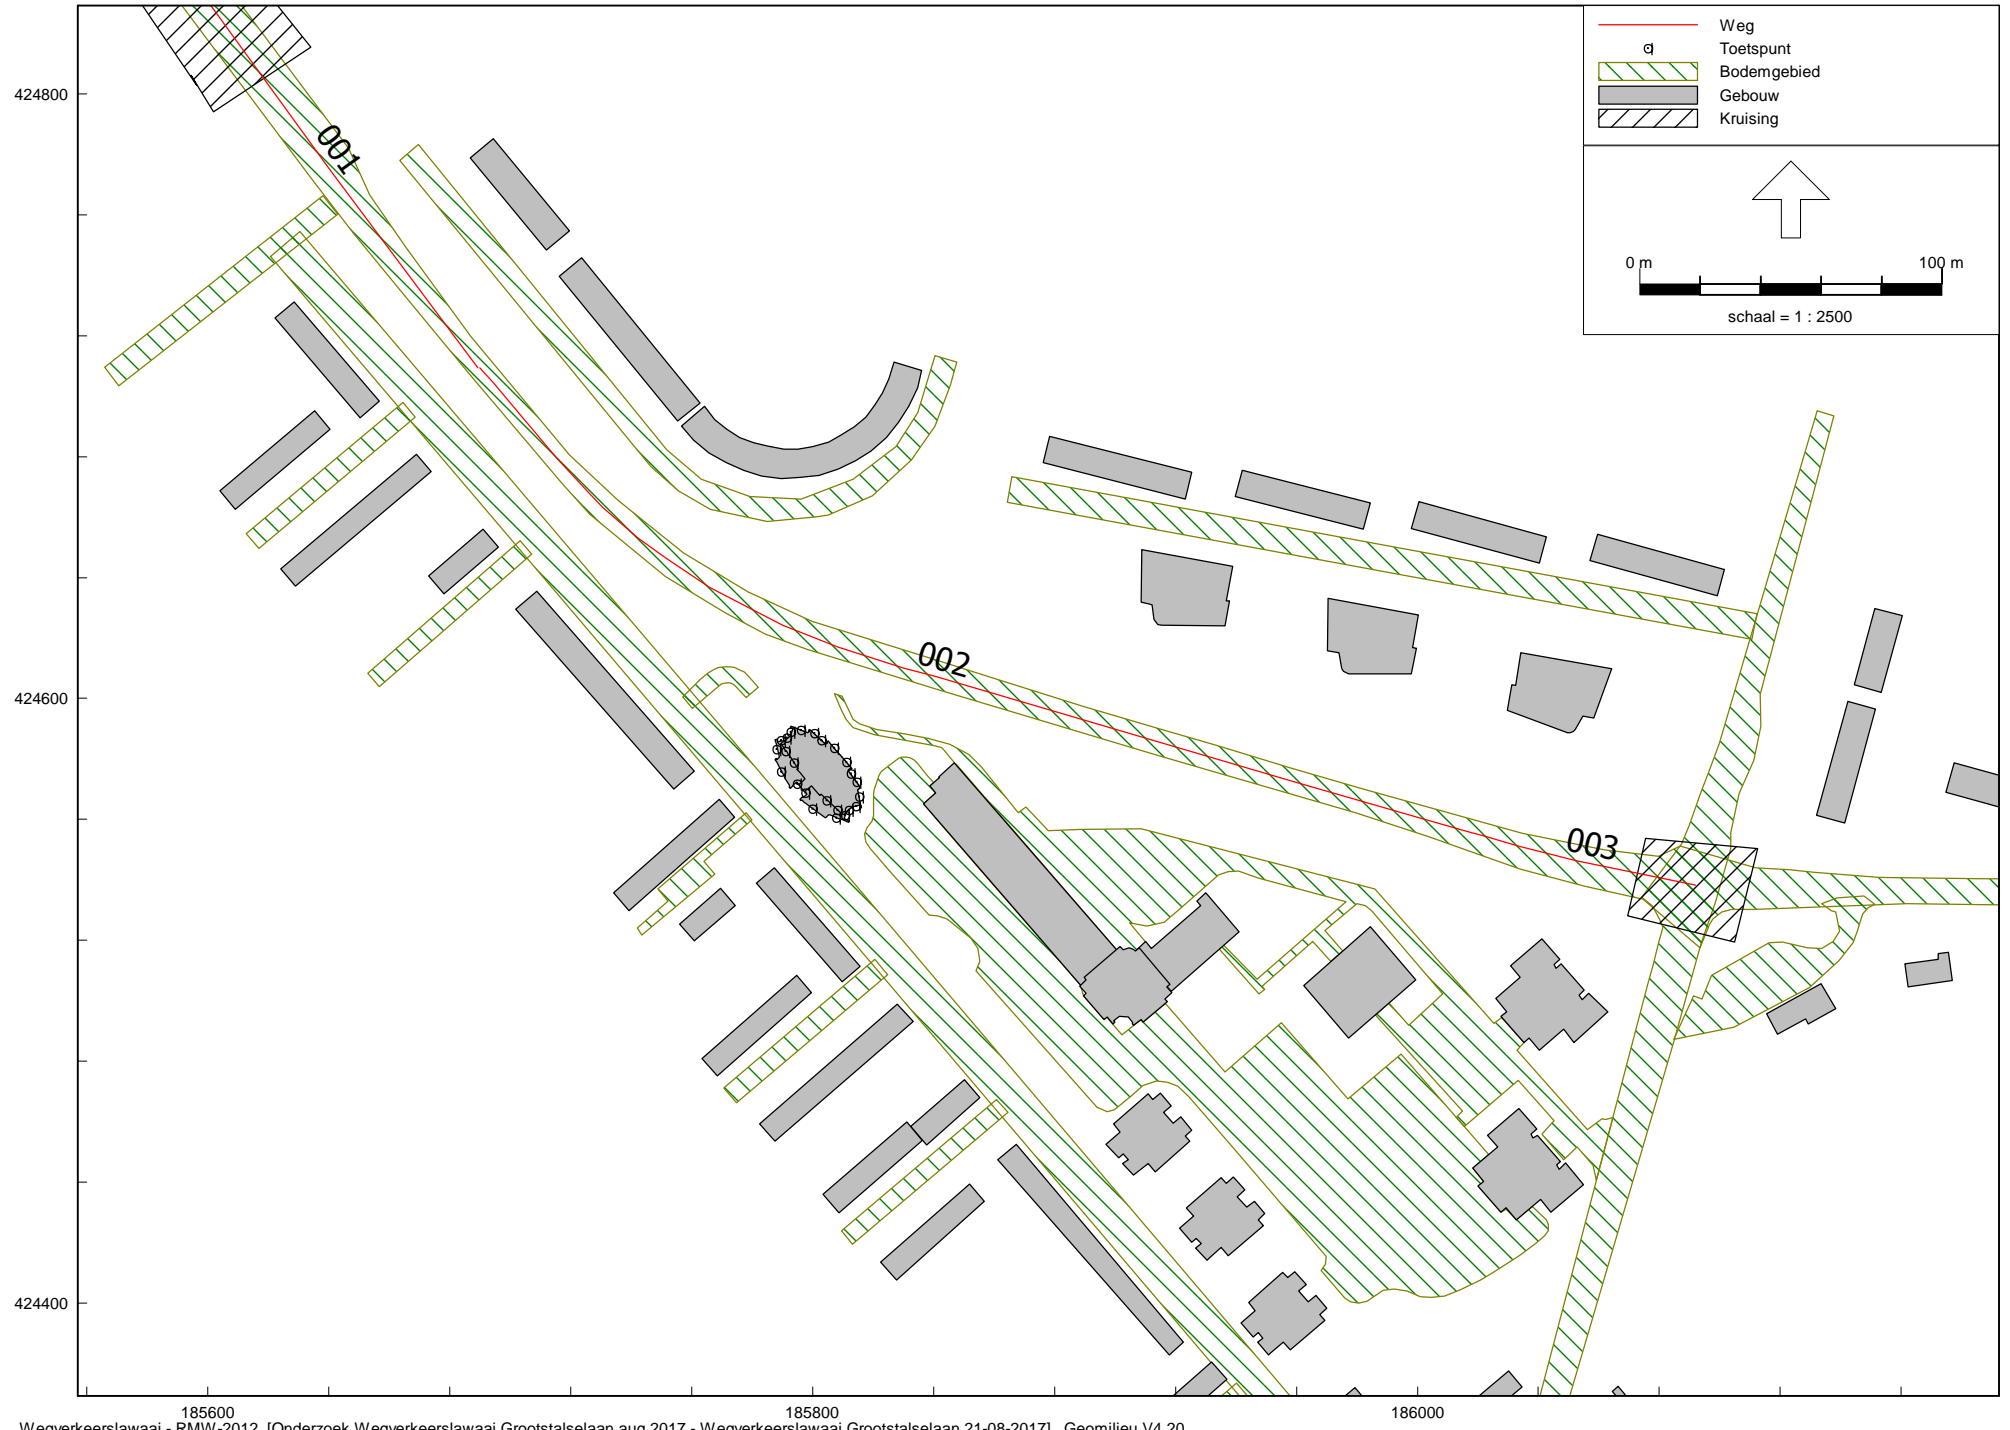 Weg
Toetspunt
Bodemgebied
Gebouw
Kruising
0 m 100 m
schaal = 1 : 2500
424800
424600
424400
001
002
003
185600 185800 186000
Wegverkeerslawaai - RMW-2012, [Onderzoek Wegverkeerslawaai Grootstalselaan aug 2017 - Wegverkeerslawaai Grootstalselaan 21-08-2017] , Geomilieu V4.20